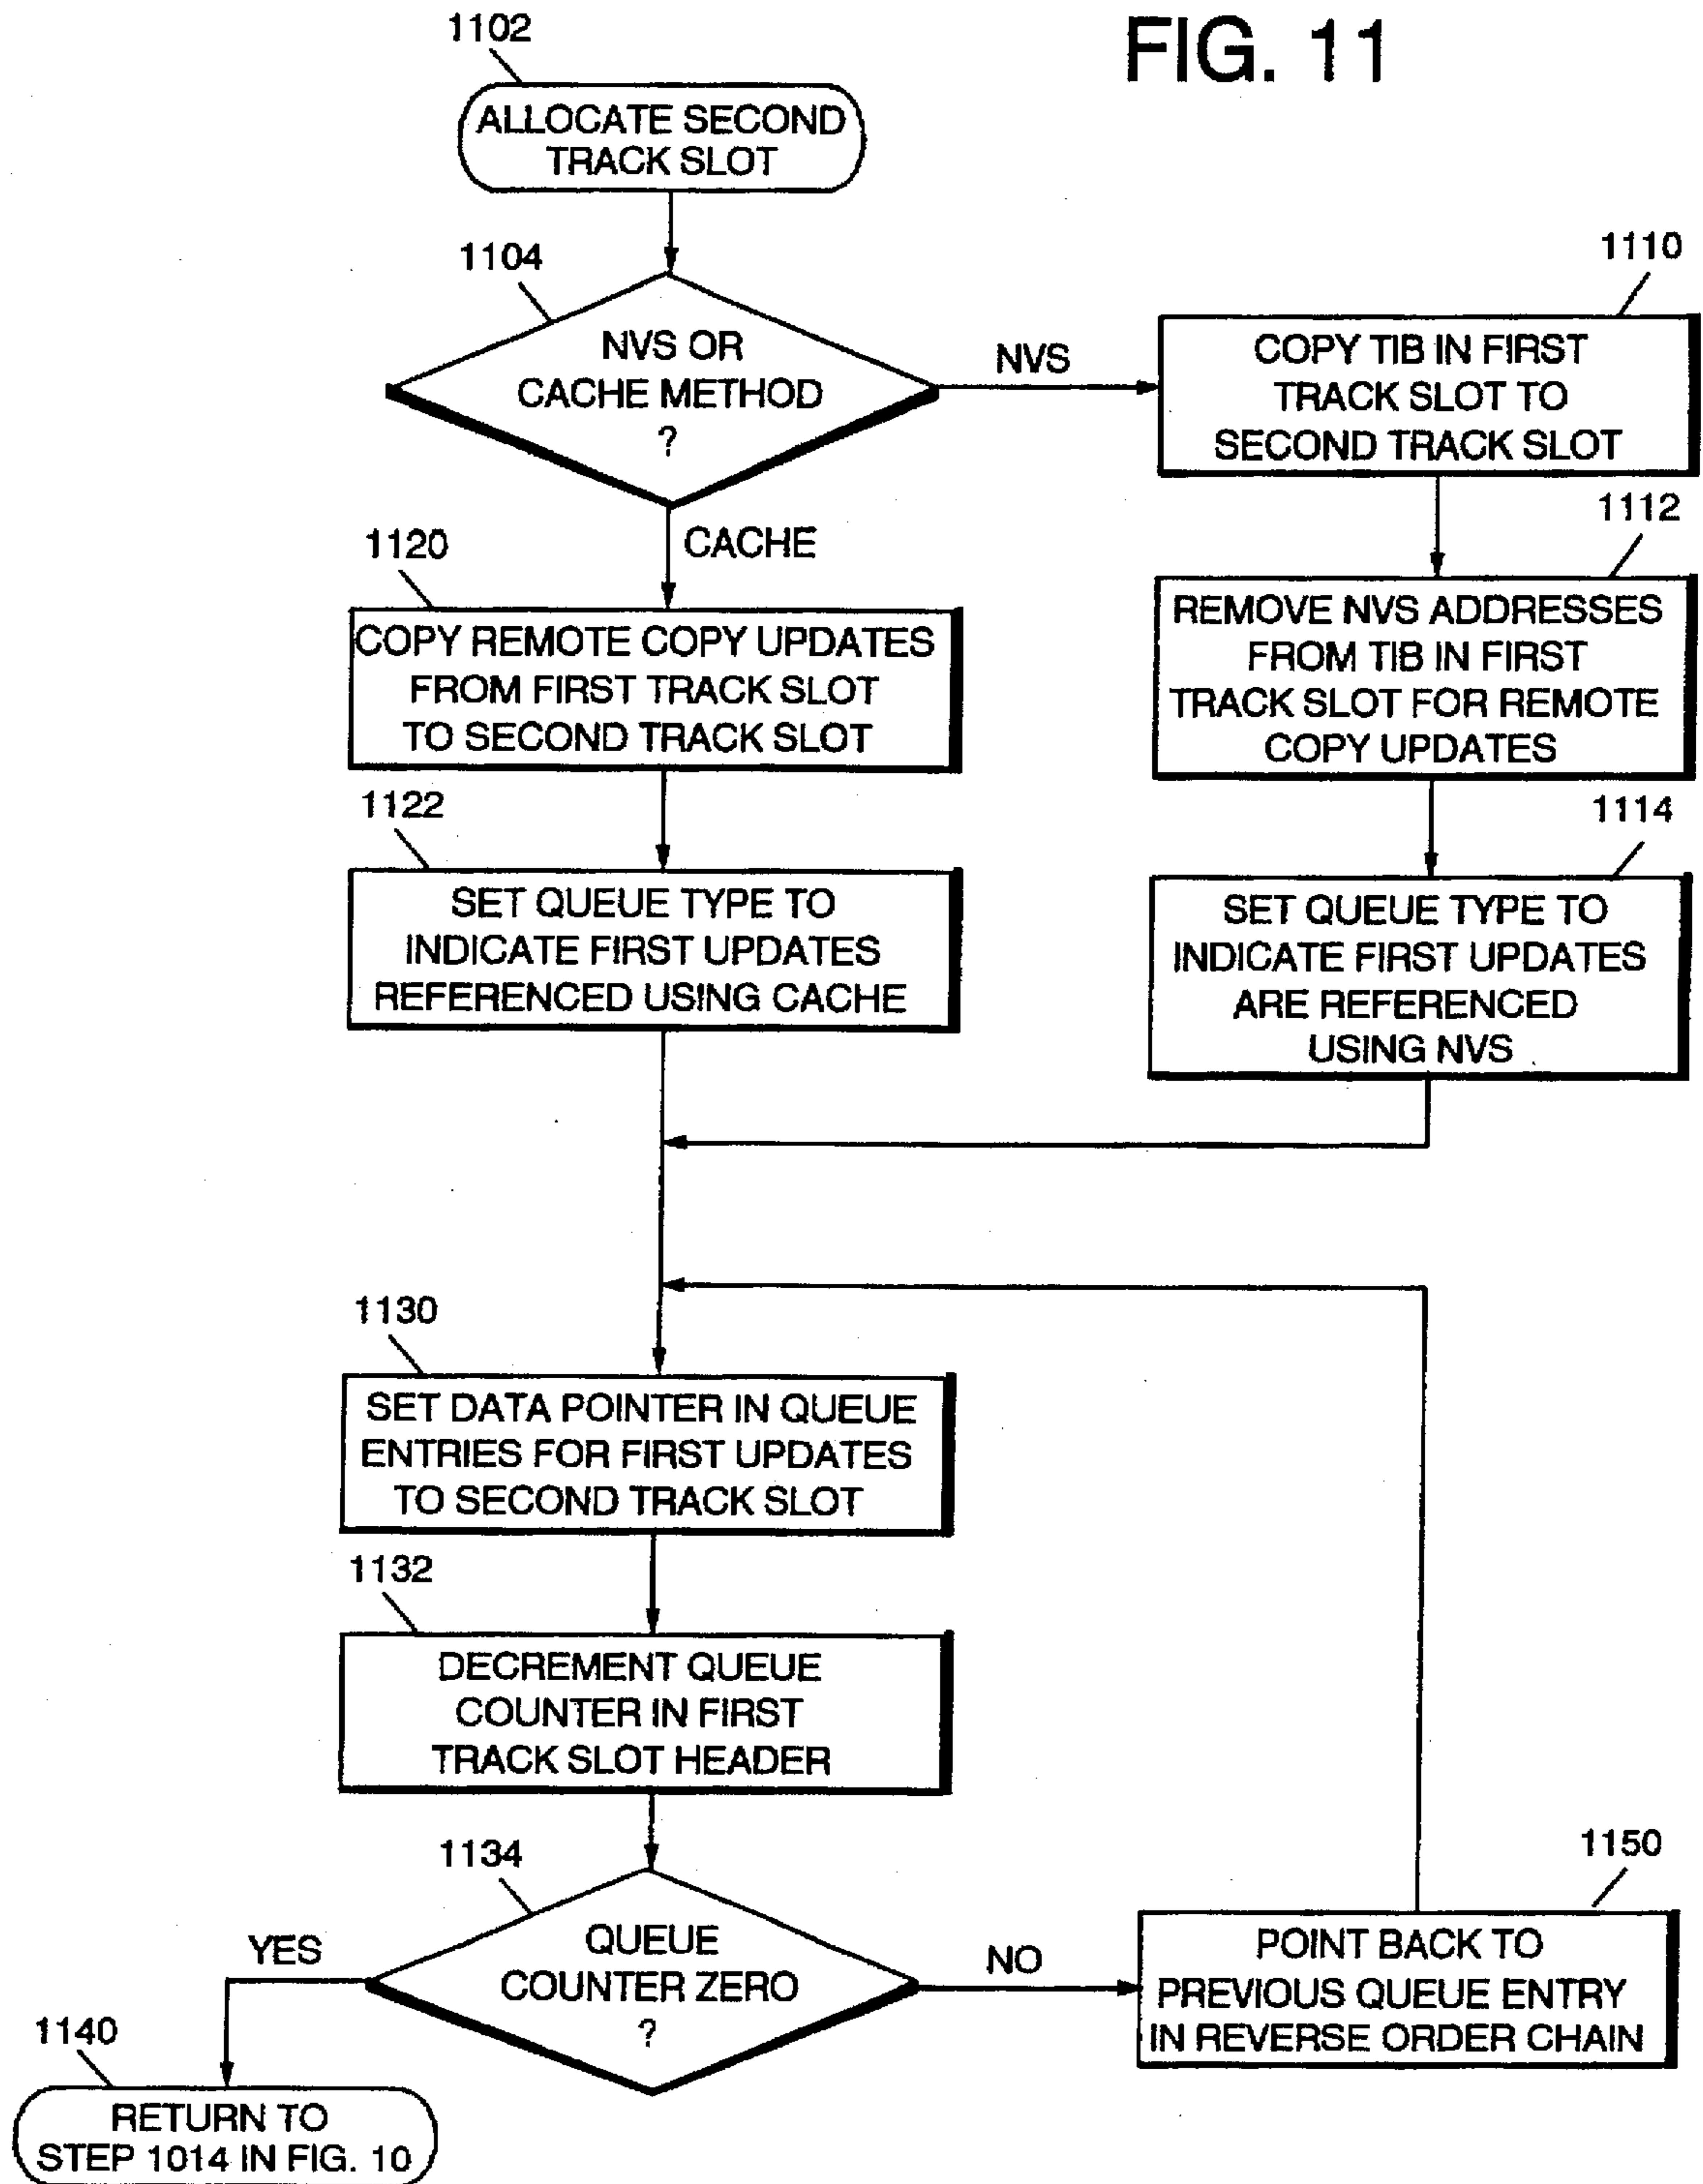 FIG. 11
1102
ALLOCATE SECOND
TRACK SLOT
1104
NVS OR
CACHE METHOD
?
NVS
CACHE
1110
COPY TIB IN FIRST
TRACK SLOT TO
SECOND TRACK SLOT
1112
REMOVE NVS ADDRESSES
FROM TIB IN FIRST
TRACK SLOT FOR REMOTE
COPY UPDATES
1114
SET QUEUE TYPE TO
INDICATE FIRST UPDATES
ARE REFERENCED
USING NVS
1120
COPY REMOTE COPY UPDATES
FROM FIRST TRACK SLOT
TO SECOND TRACK SLOT
1122
SET QUEUE TYPE TO
INDICATE FIRST UPDATES
REFERENCED USING CACHE
1130
SET DATA POINTER IN QUEUE
ENTRIES FOR FIRST UPDATES
TO SECOND TRACK SLOT
1132
DECREMENT QUEUE
COUNTER IN FIRST
TRACK SLOT HEADER
1134
QUEUE
COUNTER ZERO
?
YES
NO
1140
RETURN TO
STEP 1014 IN FIG. 10
1150
POINT BACK TO
PREVIOUS QUEUE ENTRY
IN REVERSE ORDER CHAIN